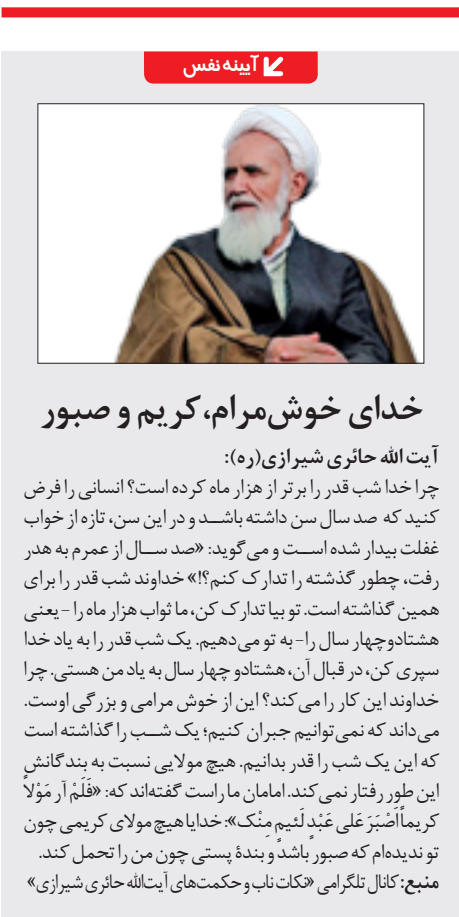 آیینه نفس
خدای خوش‌مرام، کریم و صبور
آیت الله حائری شیرازی(ره):
چرا خدا شب قدر را برتر از هزار ماه کرده است؟ انسانی را فرض
کنید که صد سال سن داشته باشد و در این سن، تازه از خواب
غفلت بیدار شده است و می‌گوید: «صد سال از عمرم به هدر
رفت، چطور گذشته را تدارک کنم؟!» خداوند شب قدر را برای
همین گذاشته است. تو بیا تدارک کن، ما ثواب هزار ماه را -یعنی
هشتادوچهار سال را- به تو می‌دهیم. یک شب قدر را به یاد خدا
سپری کن، در قبال آن، هشتادو چهار سال به یاد من هستی. چرا
خداوند این کار را می‌کند؟ این از خوش مرامی و بزرگی اوست.
می‌داند که نمی‌توانیم جبران کنیم؛ یک شب را گذاشته است
که این یک شب را قدر بدانیم. هیچ مولایی نسبت به بندگانش
این طور رفتار نمی‌کند. امامان ما راست گفته‌اند که: «فَلَمْ أر مَوْلاً
کریماً أصْبَرَ عَلی عَبْدٍ لَئیمٍ مِنْک»: خدایا هیچ مولای کریمی چون
تو ندیده‌ام که صبور باشد و بندهٔ پستی چون من را تحمل کند.
منبع: کانال تلگرامی «نکات ناب و حکمت‌های آیت‌الله حائری شیرازی»